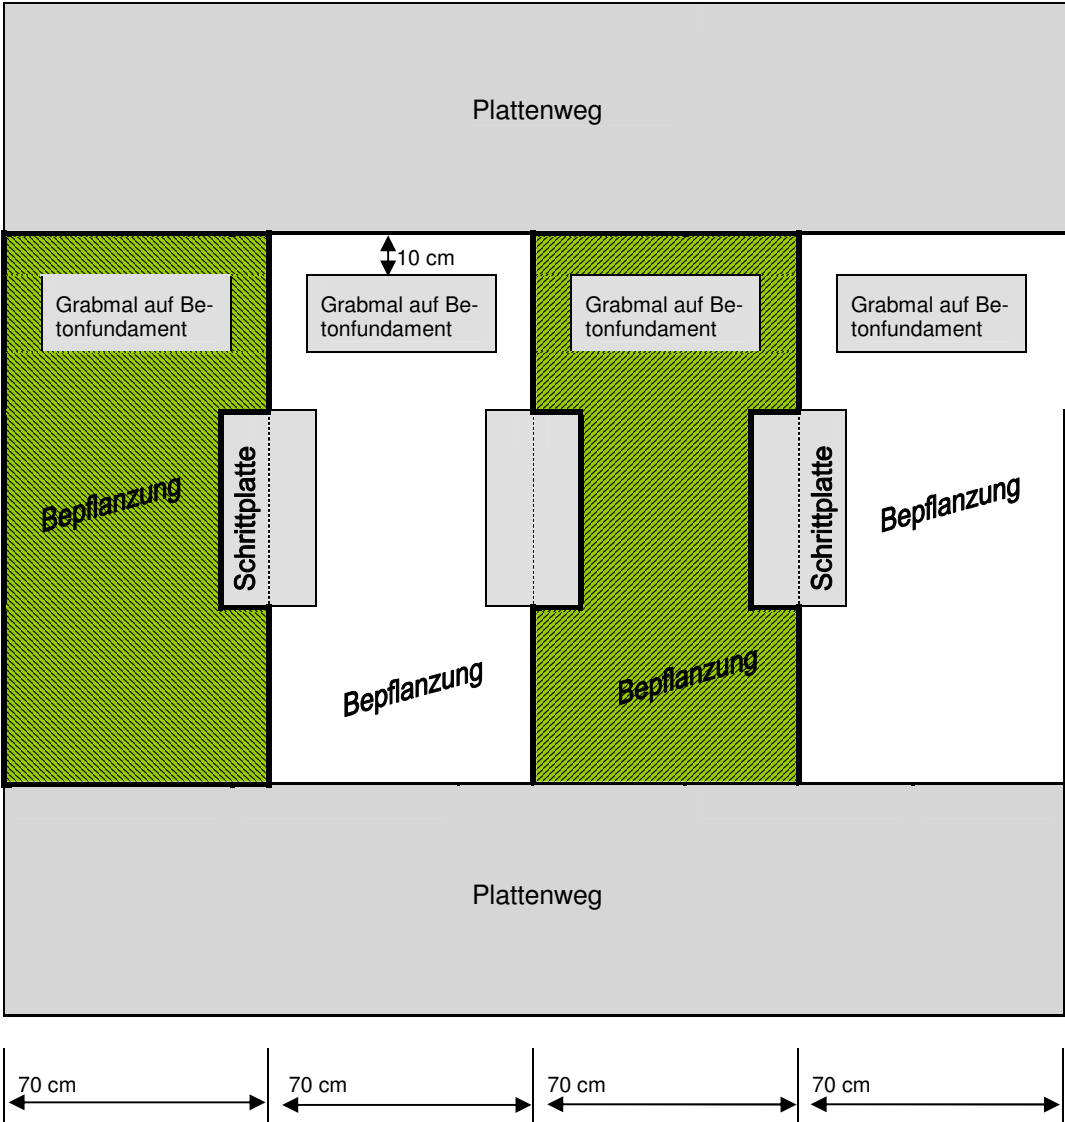 Plattenweg
10 cm
Grabmal auf Be-
tonfundament
Grabmal auf Be-
tonfundament
Grabmal auf Be-
tonfundament
Grabmal auf Be-
tonfundament
Bepflanzung
Schrittplatte
Schrittplatte
Bepflanzung
Bepflanzung
Bepflanzung
Plattenweg
70 cm
70 cm
70 cm
70 cm